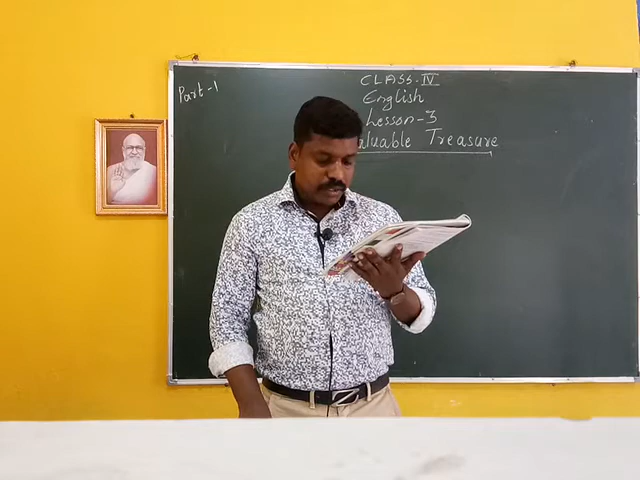 Part-1
CLASS-IV
English
Lesson-3
aluable Treasure